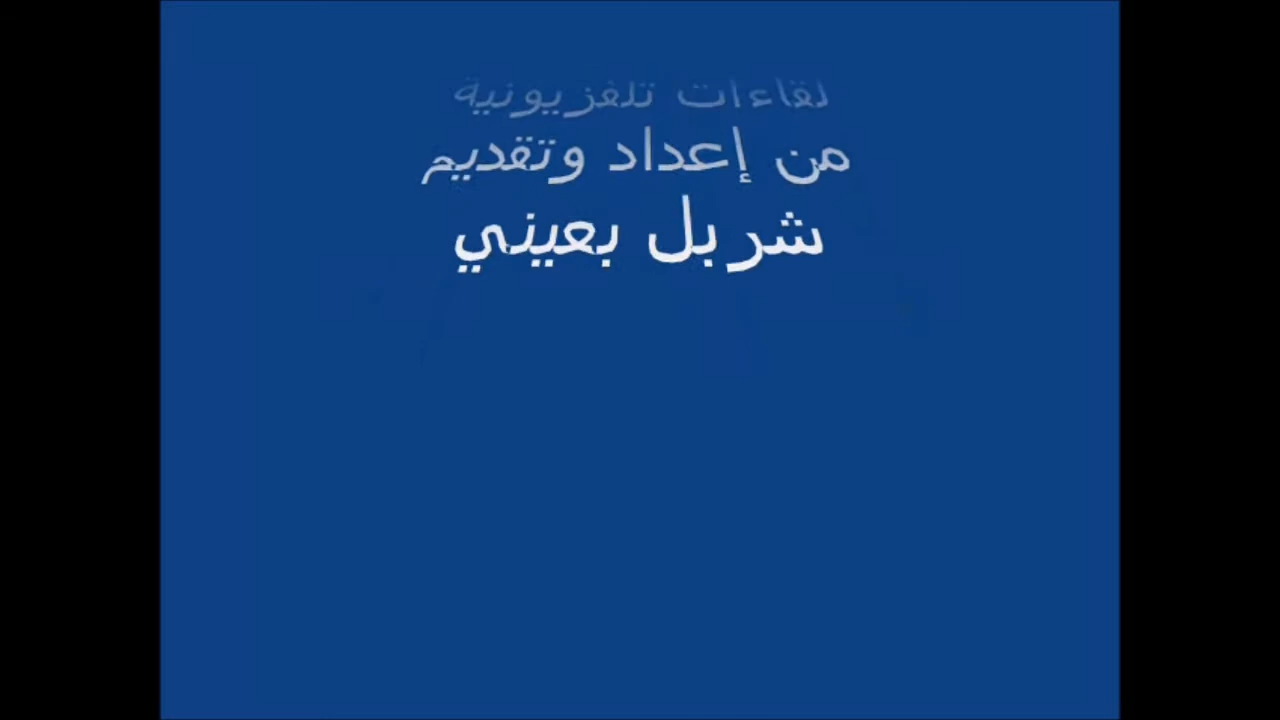 لقاءات تلفزيونية
من إعداد وتقديم
شربل بعيني